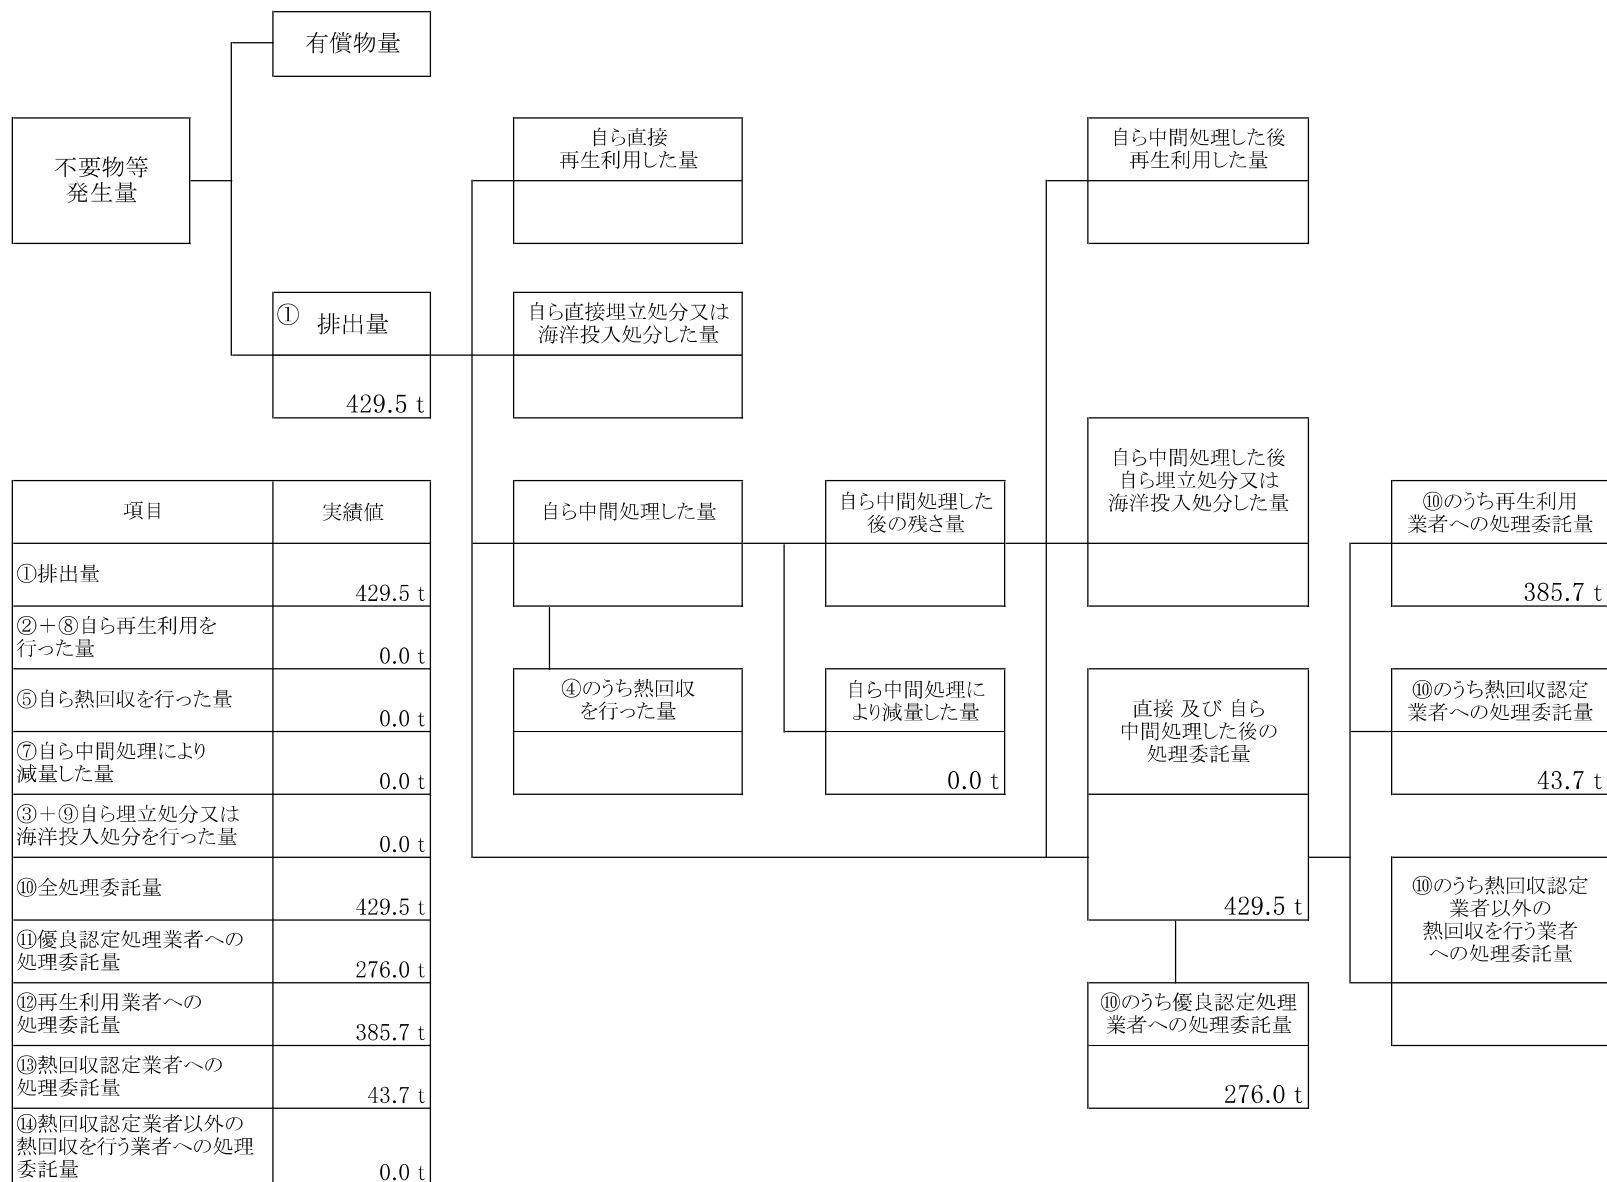 有償物量
不要物等
発生量
自ら直接
再生利用した量
自ら中間処理した後
再生利用した量
① 排出量
429.5 t
自ら直接埋立処分又は
海洋投入処分した量
自ら中間処理した後
自ら埋立処分又は
海洋投入処分した量
自ら中間処理した量
自ら中間処理した
後の残さ量
⑩のうち再生利用
業者への処理委託量
385.7 t
④のうち熱回収
を行った量
自ら中間処理に
より減量した量
0.0 t
直接 及び 自ら
中間処理した後の
処理委託量
429.5 t
⑩のうち熱回収認定
業者への処理委託量
43.7 t
⑩のうち熱回収認定
業者以外の
熱回収を行う業者
への処理委託量
⑩のうち優良認定処理
業者への処理委託量
276.0 t
項目 実績値
①排出量
429.5 t
②＋⑧自ら再生利用を
行った量
0.0 t
⑤自ら熱回収を行った量
0.0 t
⑦自ら中間処理により
減量した量
0.0 t
③＋⑨自ら埋立処分又は
海洋投入処分を行った量
0.0 t
⑩全処理委託量
429.5 t
⑪優良認定処理業者への
処理委託量
276.0 t
⑫再生利用業者への
処理委託量
385.7 t
⑬熱回収認定業者への
処理委託量
43.7 t
⑭熱回収認定業者以外の
熱回収を行う業者への処理
委託量
0.0 t